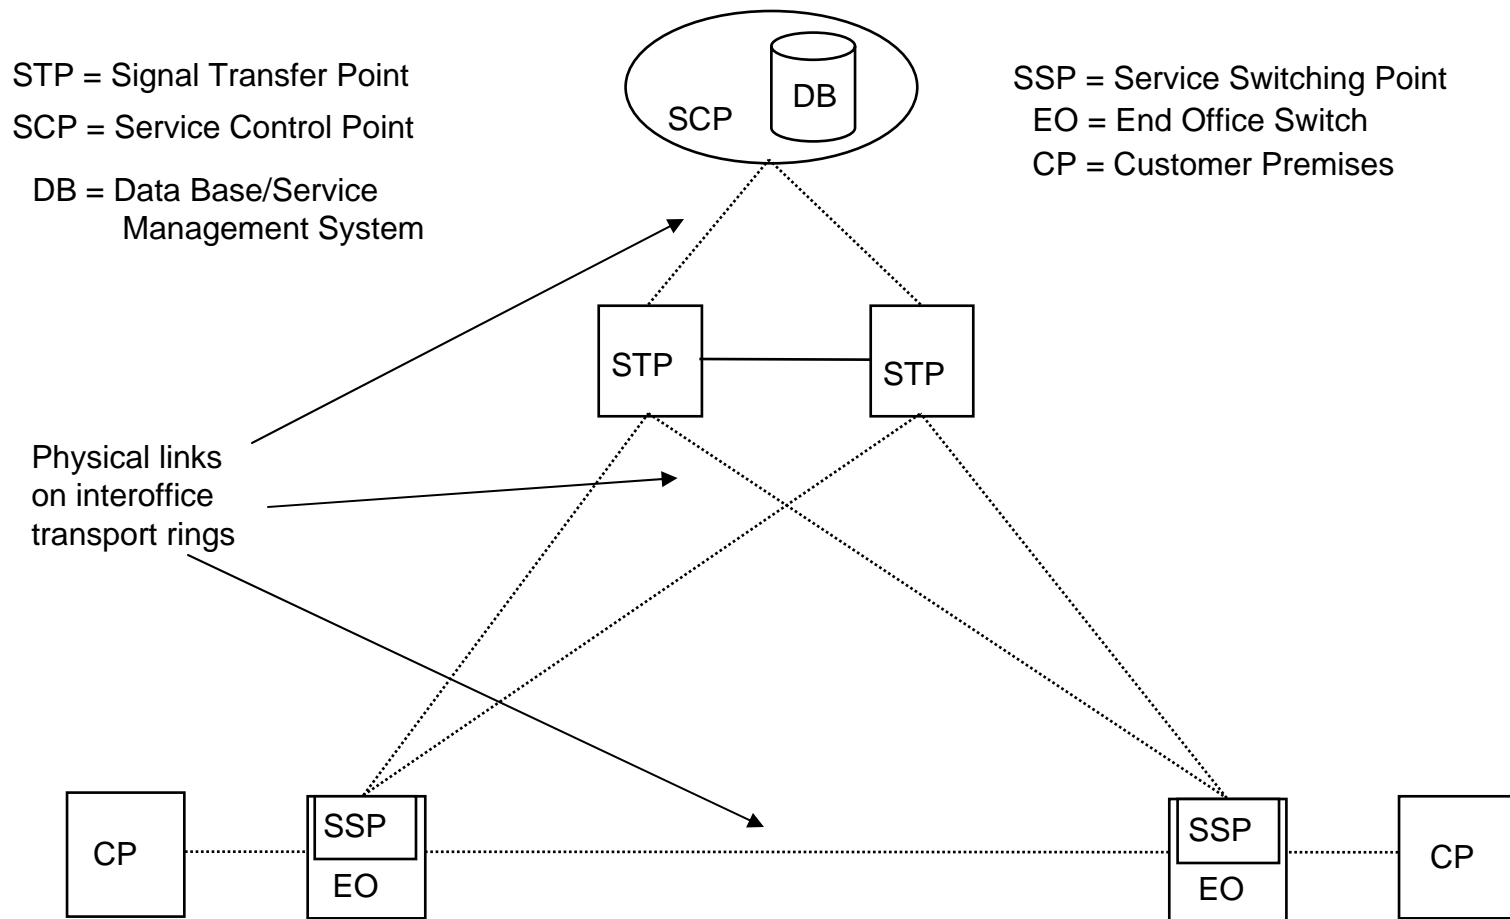 STP = Signal Transfer Point
SCP = Service Control Point
DB = Data Base/Service
Management System
SSP = Service Switching Point
EO = End Office Switch
CP = Customer Premises
SCP
DB
STP
STP
Physical links
on interoffice
transport rings
CP
SSP
EO
SSP
EO
CP